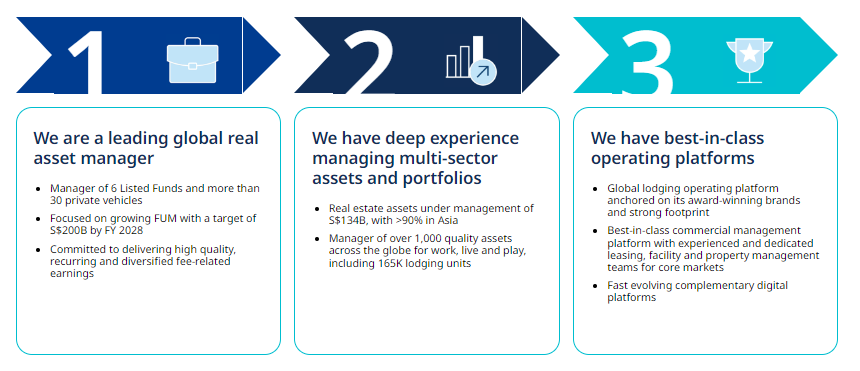 1
We are a leading global real
asset manager
• Manager of 6 Listed Funds and more than
30 private vehicles
• Focused on growing FUM with a target of
S$200B by FY 2028
• Committed to delivering high quality,
recurring and diversified fee-related
earnings
2
We have deep experience
managing multi-sector
assets and portfolios
• Real estate assets under management of
S$134B, with >90% in Asia
• Manager of over 1,000 quality assets
across the globe for work, live and play,
including 165K lodging units
3
We have best-in-class
operating platforms
• Global lodging operating platform
anchored on its award-winning brands
and strong footprint
• Best-in-class commercial management
platform with experienced and dedicated
leasing, facility and property management
teams for core markets
• Fast evolving complementary digital
platforms